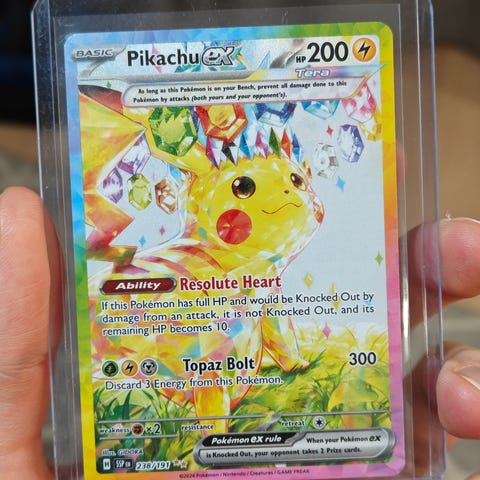 BASIC Pikachu ex HP 200
Tera
As long as this Pokémon is on your Bench, prevent all damage done to this
Pokémon by attacks (both yours and your opponent's).
Ability Resolute Heart
If this Pokémon has full HP and would be Knocked Out by
damage from an attack, it is not Knocked Out, and its
remaining HP becomes 10.
Topaz Bolt 300
Discard 3 Energy from this Pokémon.
weakness ×2 resistance retreat
Illus. GIDORA
Pokémon ex rule When your Pokémon ex
is Knocked Out, your opponent takes 2 Prize cards.
H SSP EN 238/191
©2024 Pokémon / Nintendo / Creatures / GAME FREAK